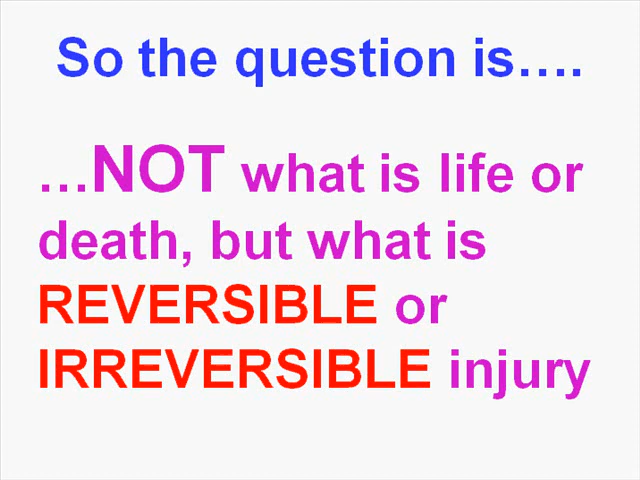 So the question is....
...NOT what is life or
death, but what is
REVERSIBLE or
IRREVERSIBLE injury